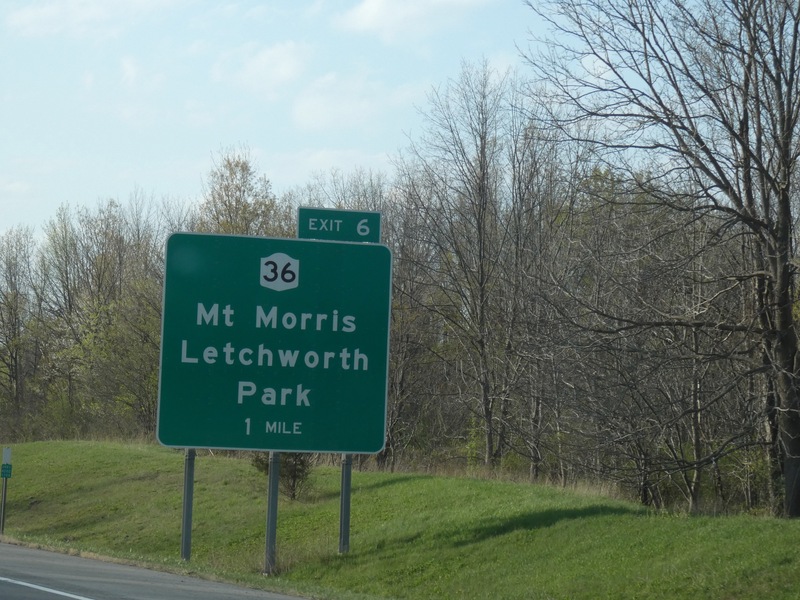 EXIT 6
36
Mt Morris
Letchworth
Park
1 MILE